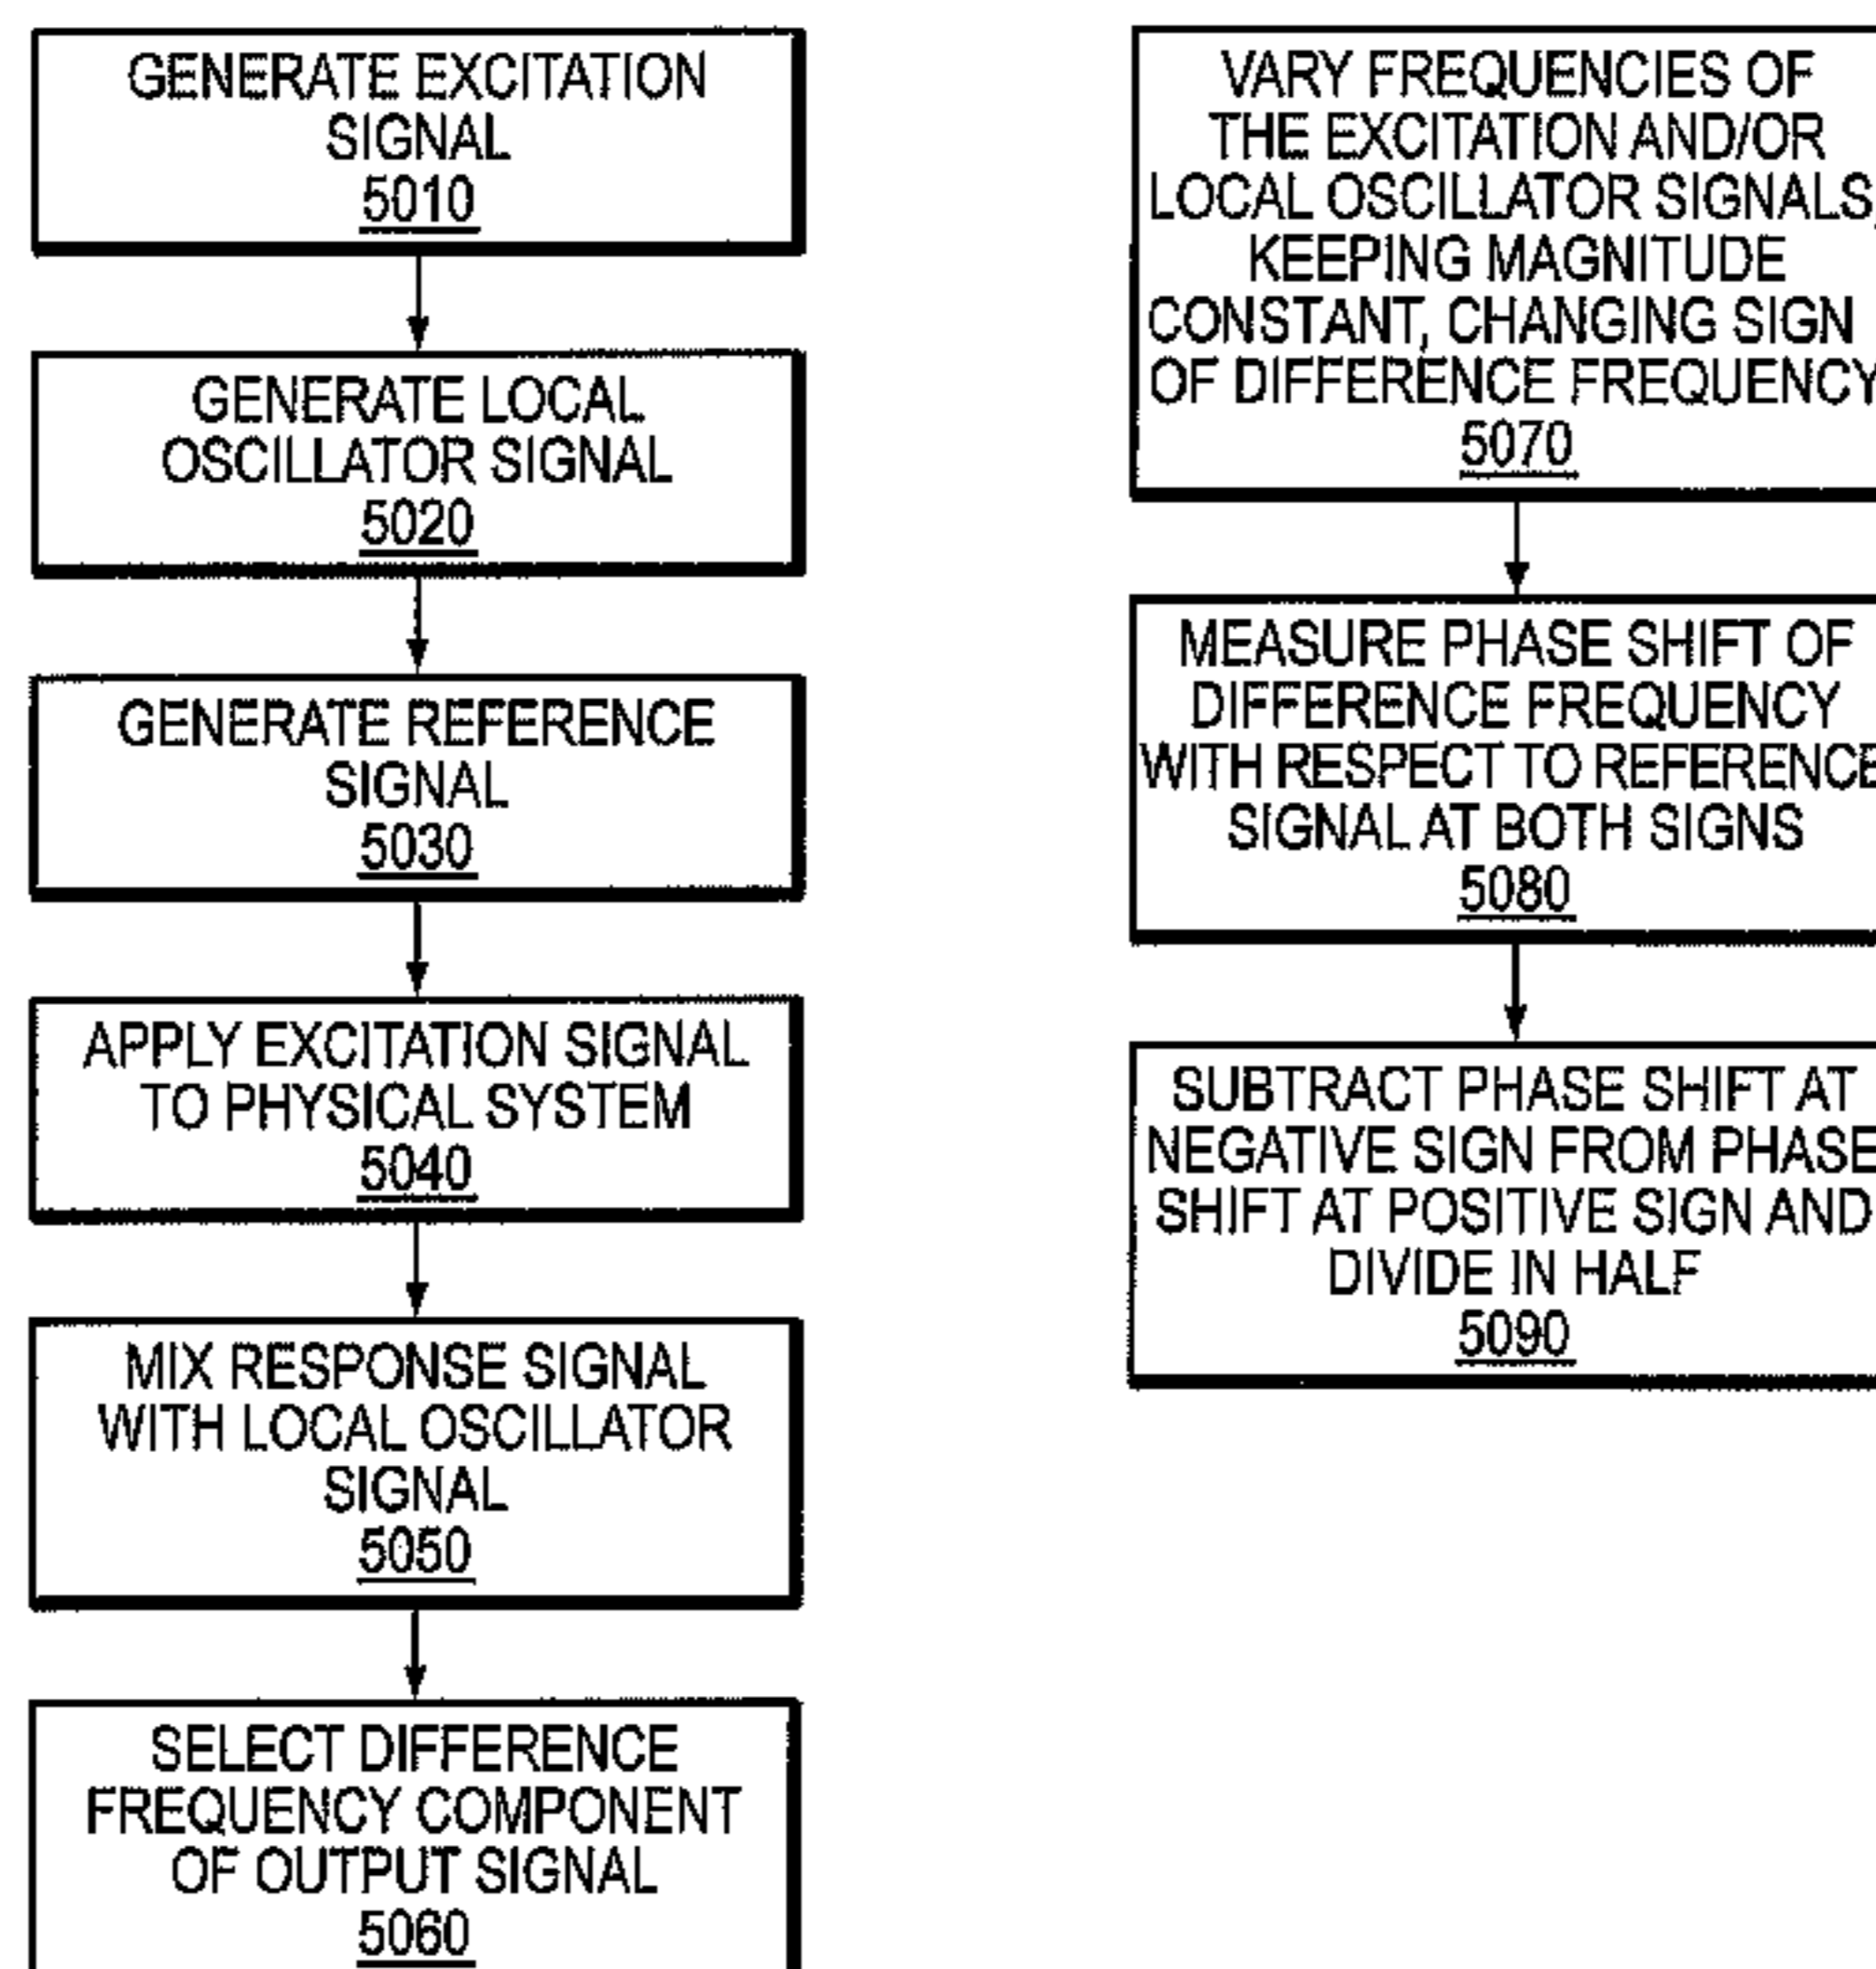 GENERATE EXCITATION
SIGNAL
5010
GENERATE LOCAL
OSCILLATOR SIGNAL
5020
GENERATE REFERENCE
SIGNAL
5030
APPLY EXCITATION SIGNAL
TO PHYSICAL SYSTEM
5040
MIX RESPONSE SIGNAL
WITH LOCAL OSCILLATOR
SIGNAL
5050
SELECT DIFFERENCE
FREQUENCY COMPONENT
OF OUTPUT SIGNAL
5060
VARY FREQUENCIES OF
THE EXCITATION AND/OR
LOCAL OSCILLATOR SIGNALS,
KEEPING MAGNITUDE
CONSTANT, CHANGING SIGN
OF DIFFERENCE FREQUENCY
5070
MEASURE PHASE SHIFT OF
DIFFERENCE FREQUENCY
WITH RESPECT TO REFERENCE
SIGNAL AT BOTH SIGNS
5080
SUBTRACT PHASE SHIFT AT
NEGATIVE SIGN FROM PHASE
SHIFT AT POSITIVE SIGN AND
DIVIDE IN HALF
5090